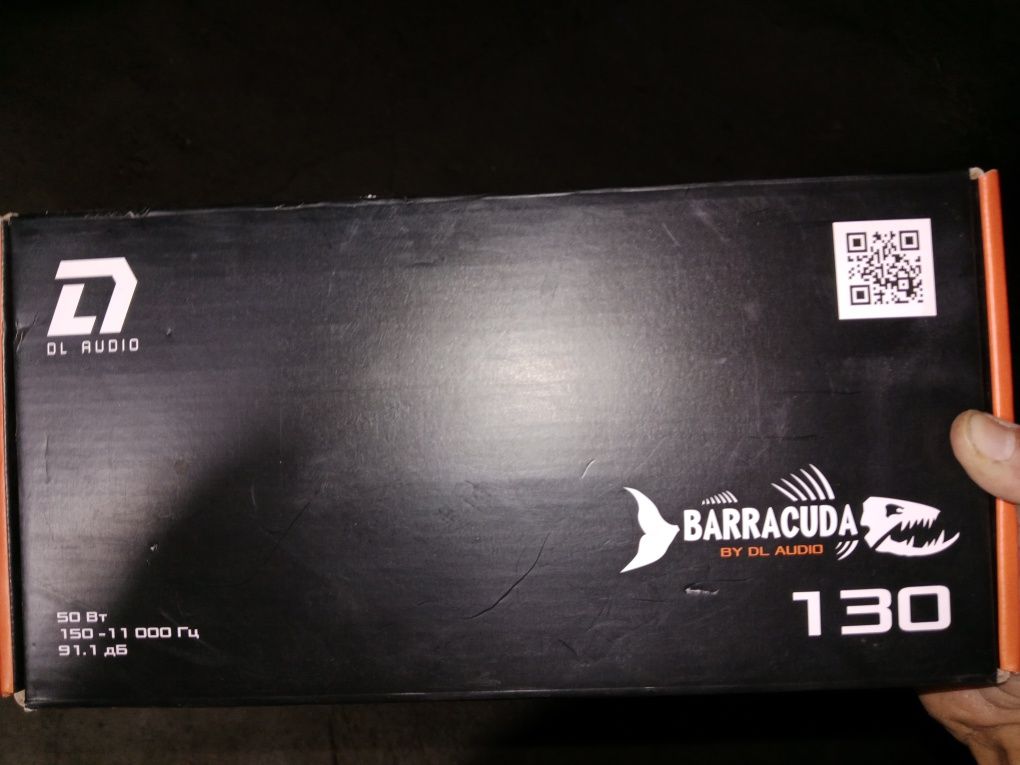 DL AUDIO
BARRACUDA
BY DL AUDIO
130
50 Вт
150 -11 000 Гц
91.1 дБ